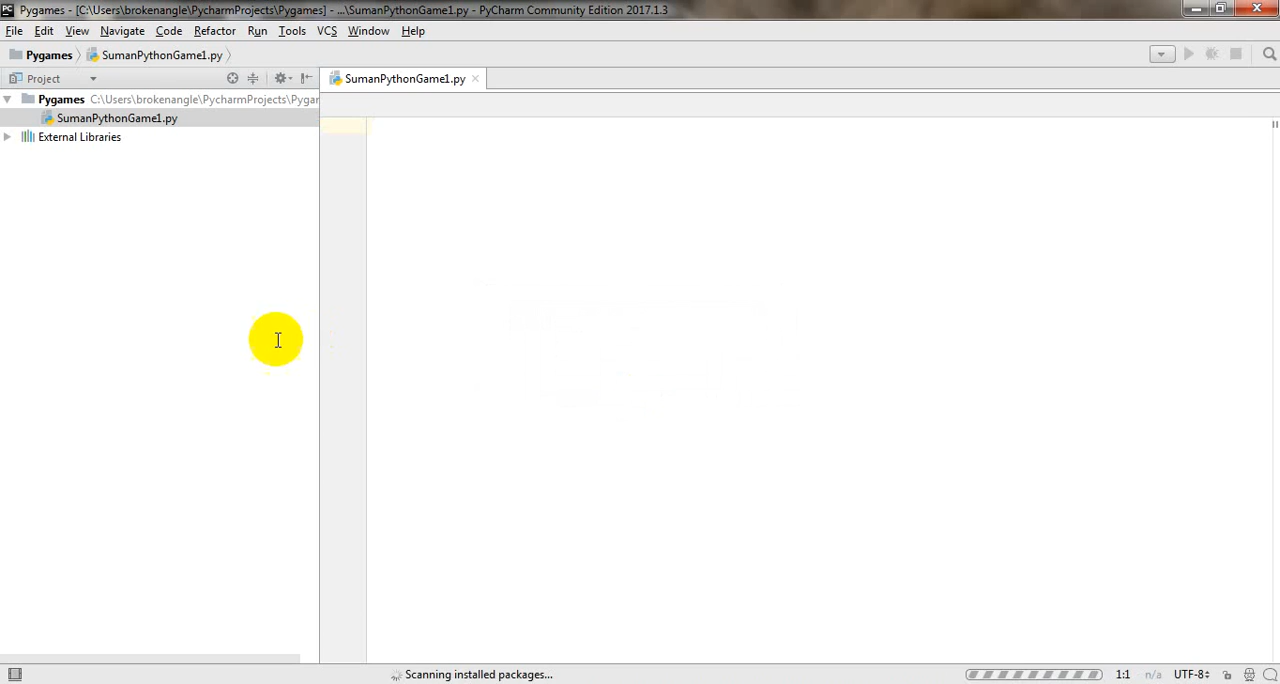 PC Pygames - [C:\Users\brokenangle\PycharmProjects\Pygames] - ...\SumanPythonGame1.py - PyCharm Community Edition 2017.1.3
File Edit View Navigate Code Refactor Run Tools VCS Window Help
Pygames SumanPythonGame1.py
Project SumanPythonGame1.py
Pygames C:\Users\brokenangle\PycharmProjects\Pygar
SumanPythonGame1.py
External Libraries
Scanning installed packages... 1:1 n/a UTF-8